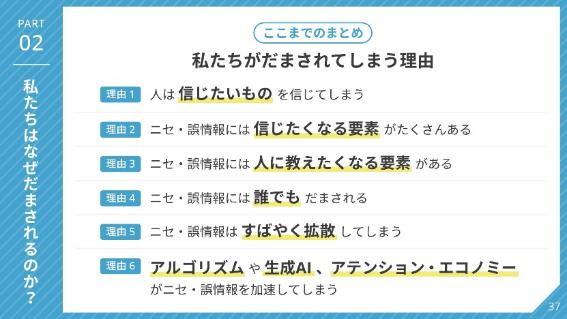 PART
02
私たちはなぜだまされるのか？
ここまでのまとめ
私たちがだまされてしまう理由
理由 1 人は 信じたいもの を信じてしまう
理由 2 ニセ・誤情報には 信じたくなる要素 がたくさんある
理由 3 ニセ・誤情報には 人に教えたくなる要素 がある
理由 4 ニセ・誤情報には 誰でも だまされる
理由 5 ニセ・誤情報は すばやく拡散 してしまう
理由 6 アルゴリズム や 生成AI 、アテンション・エコノミー
がニセ・誤情報を加速してしまう
37